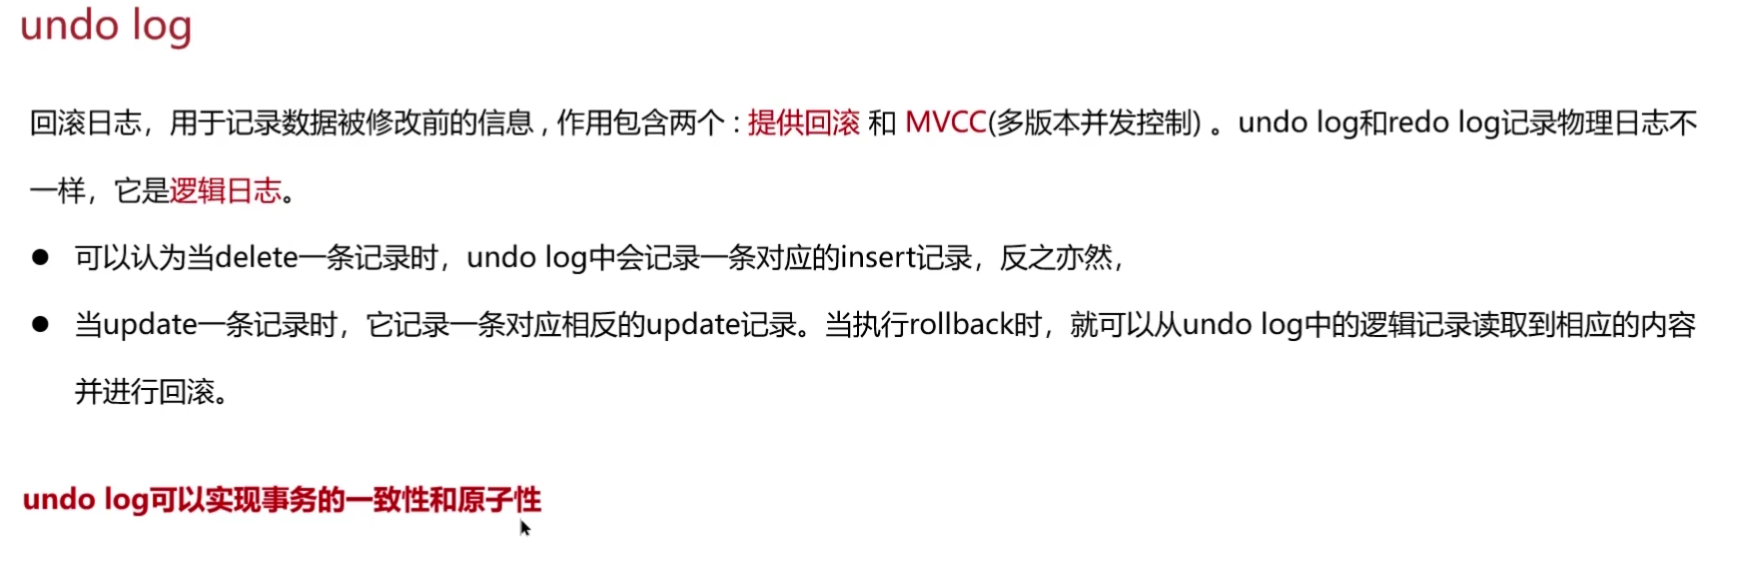 undo log
回滚日志，用于记录数据被修改前的信息 , 作用包含两个 : 提供回滚 和 MVCC(多版本并发控制) 。undo log和redo log记录物理日志不
一样，它是逻辑日志。
● 可以认为当delete一条记录时，undo log中会记录一条对应的insert记录，反之亦然，
● 当update一条记录时，它记录一条对应相反的update记录。当执行rollback时，就可以从undo log中的逻辑记录读取到相应的内容
并进行回滚。
undo log可以实现事务的一致性和原子性